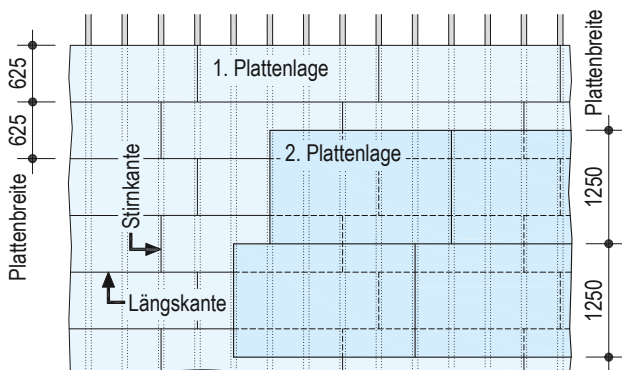 625
625
Plattenbreite
1. Plattenlage
2. Plattenlage
Stirnkante
Längskante
Plattenbreite
1250
1250